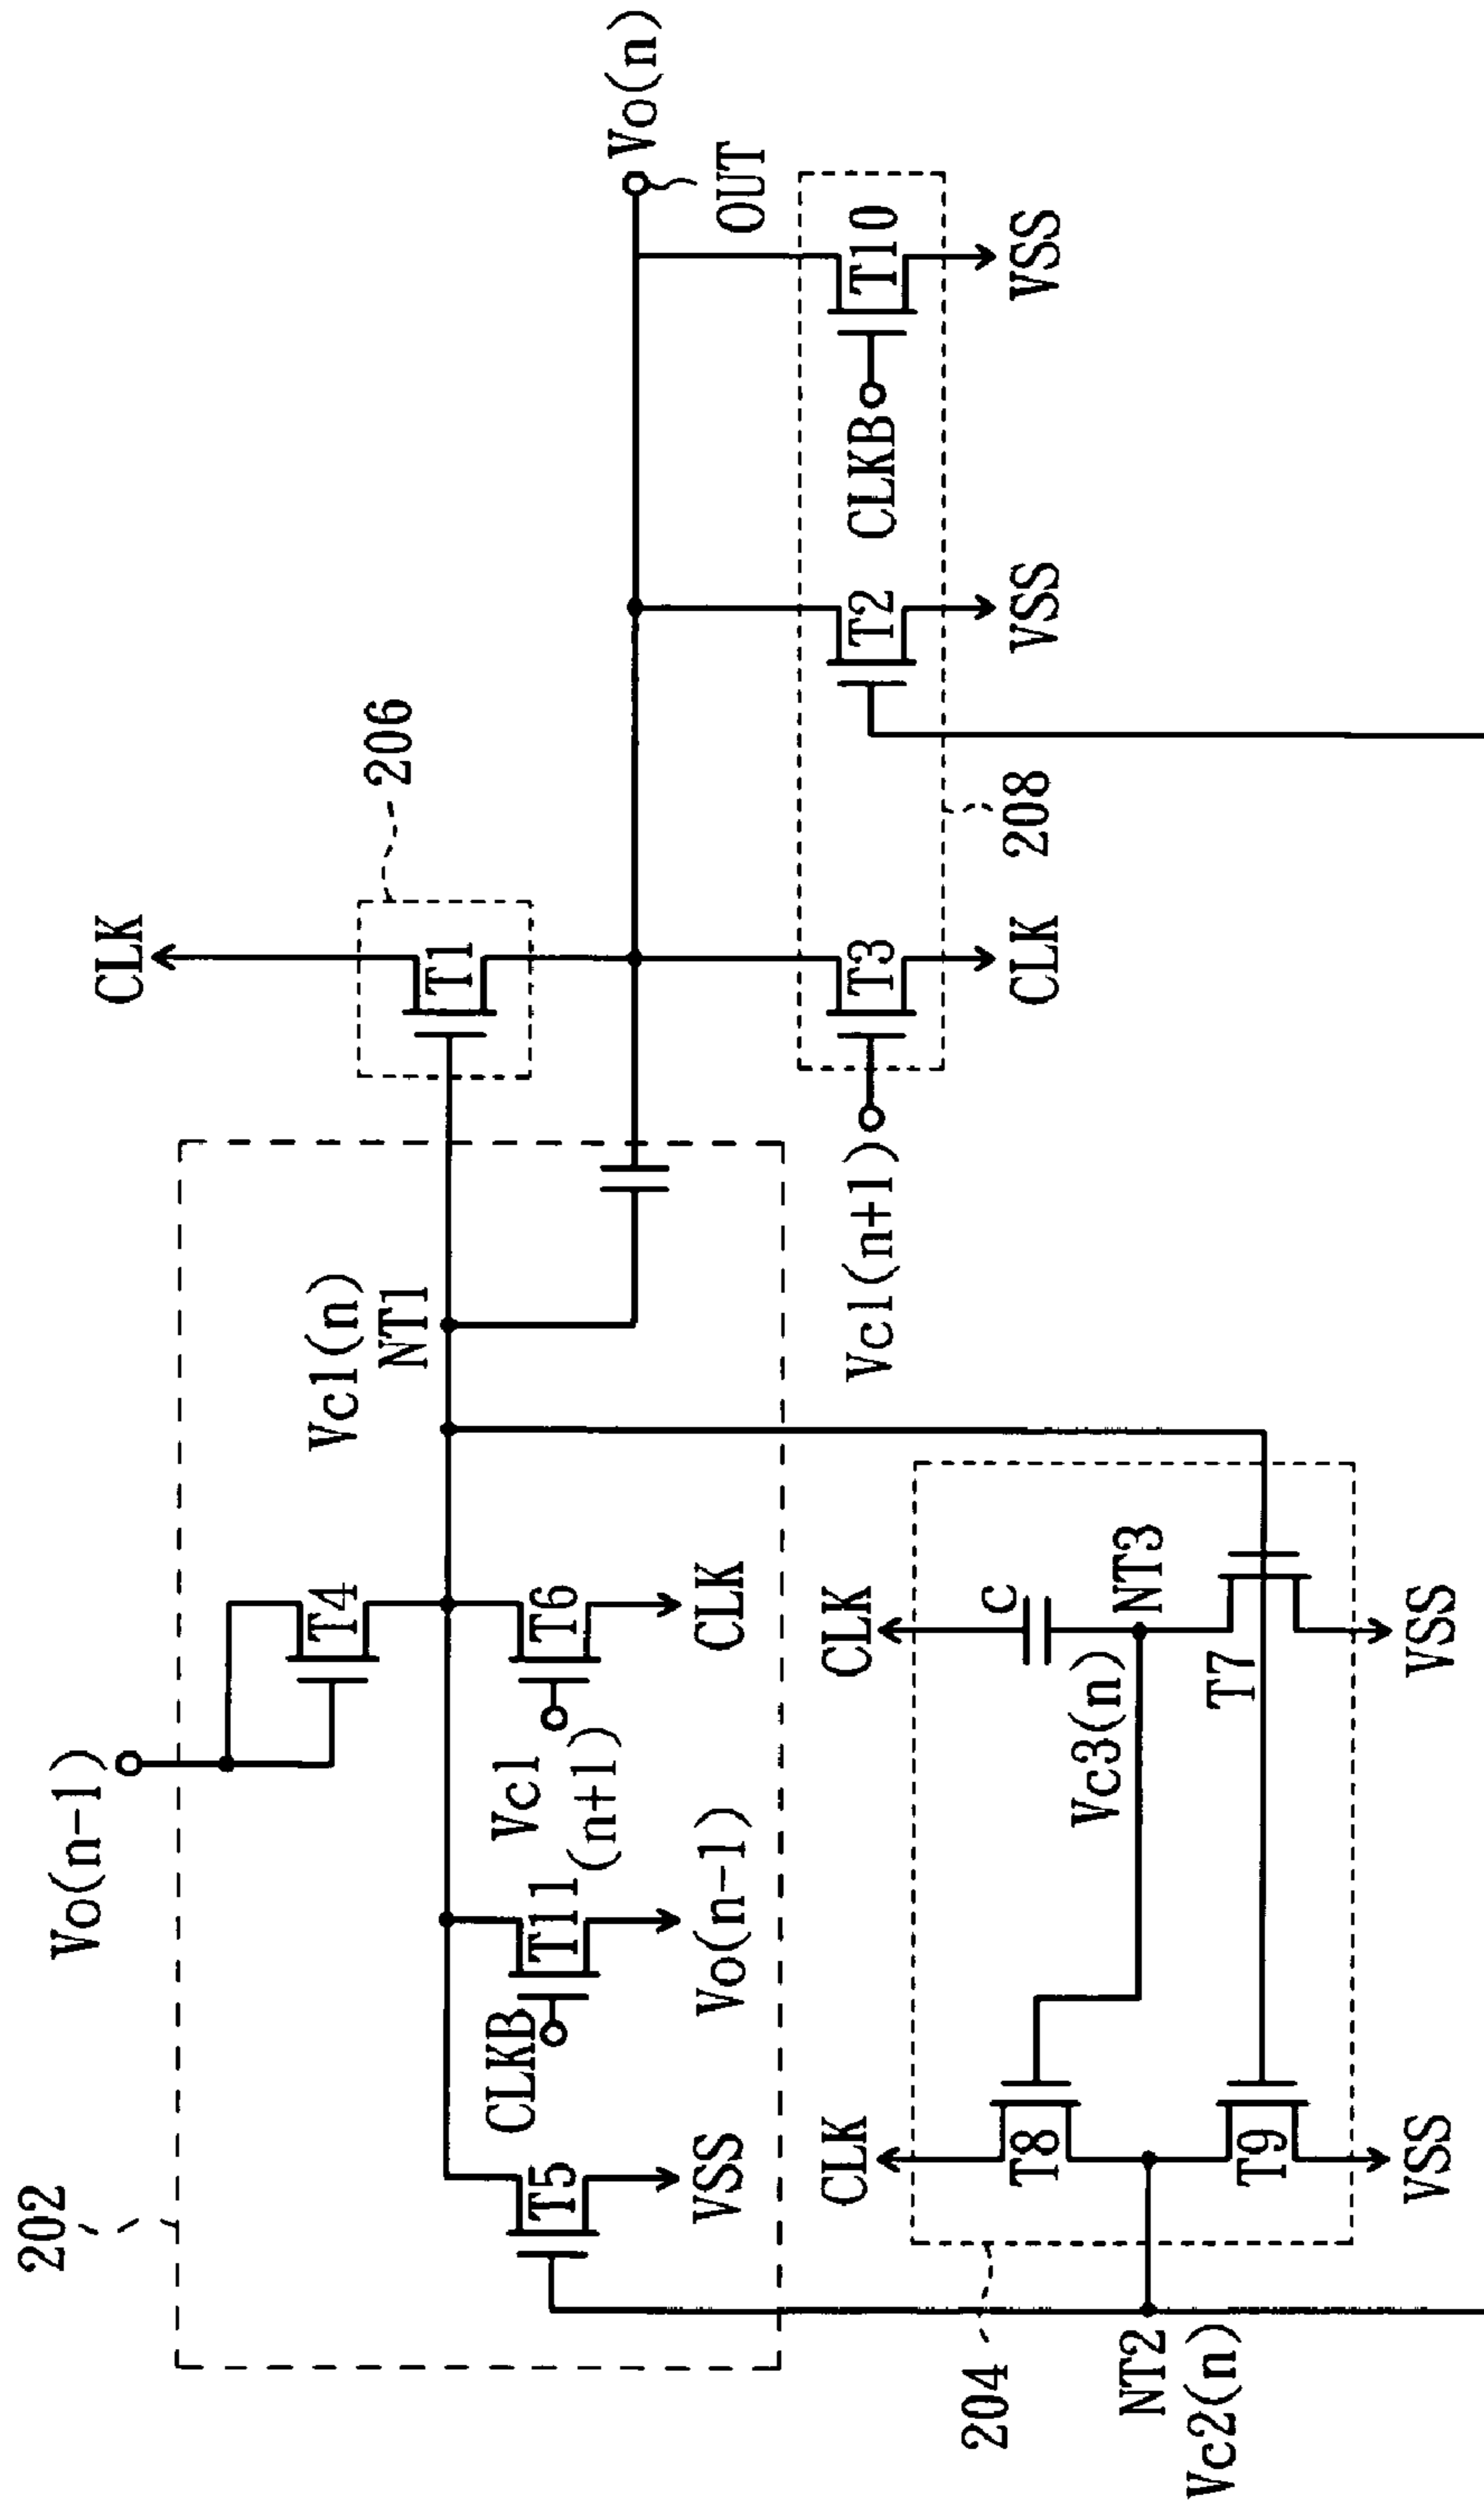 202
Vo(n-1)
T5
VSS
CLKB
T11
Vo(n-1)
T4
T6
Vc1
(n+1)
CLK
Vc1(n)
NT1
CLK
T1
206
Vo(n)
OUT
Vc1(n+1)
T3
CLK
208
T2
VSS
CLKB
T10
VSS
204
NT2
Vc2(n)
CLK
T8
T9
VSS
CLK
C
Vc3(n)
NT3
T7
VSS